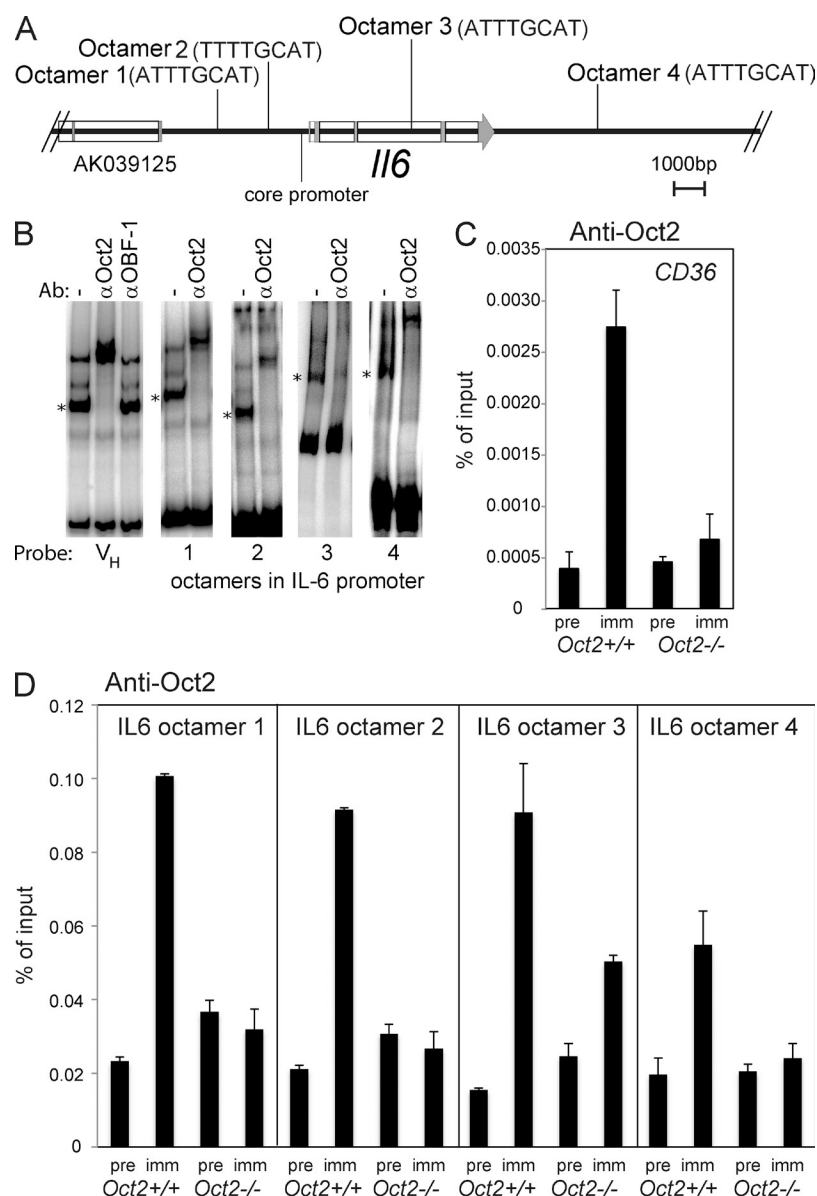 A
Octamer 1 (ATTTGCAT)
Octamer 2 (TTTTGCAT)
Octamer 3 (ATTTGCAT)
Octamer 4 (ATTTGCAT)
AK039125
Il6
core promoter
1000bp
B
Ab: - αOct2 αOBF-1 - αOct2 - αOct2 - αOct2 - αOct2
* * * * *
Probe: VH 1 2 3 4
octamers in IL-6 promoter
C
Anti-Oct2
CD36
% of input
0.0035
0.0030
0.0025
0.0020
0.0015
0.0010
0.0005
0
pre imm pre imm
Oct2+/+ Oct2-/-
D
Anti-Oct2
% of input
0.12
0.10
0.08
0.06
0.04
0.02
0
IL6 octamer 1 IL6 octamer 2 IL6 octamer 3 IL6 octamer 4
pre imm pre imm pre imm pre imm pre imm pre imm pre imm pre imm
Oct2+/+ Oct2-/- Oct2+/+ Oct2-/- Oct2+/+ Oct2-/- Oct2+/+ Oct2-/-